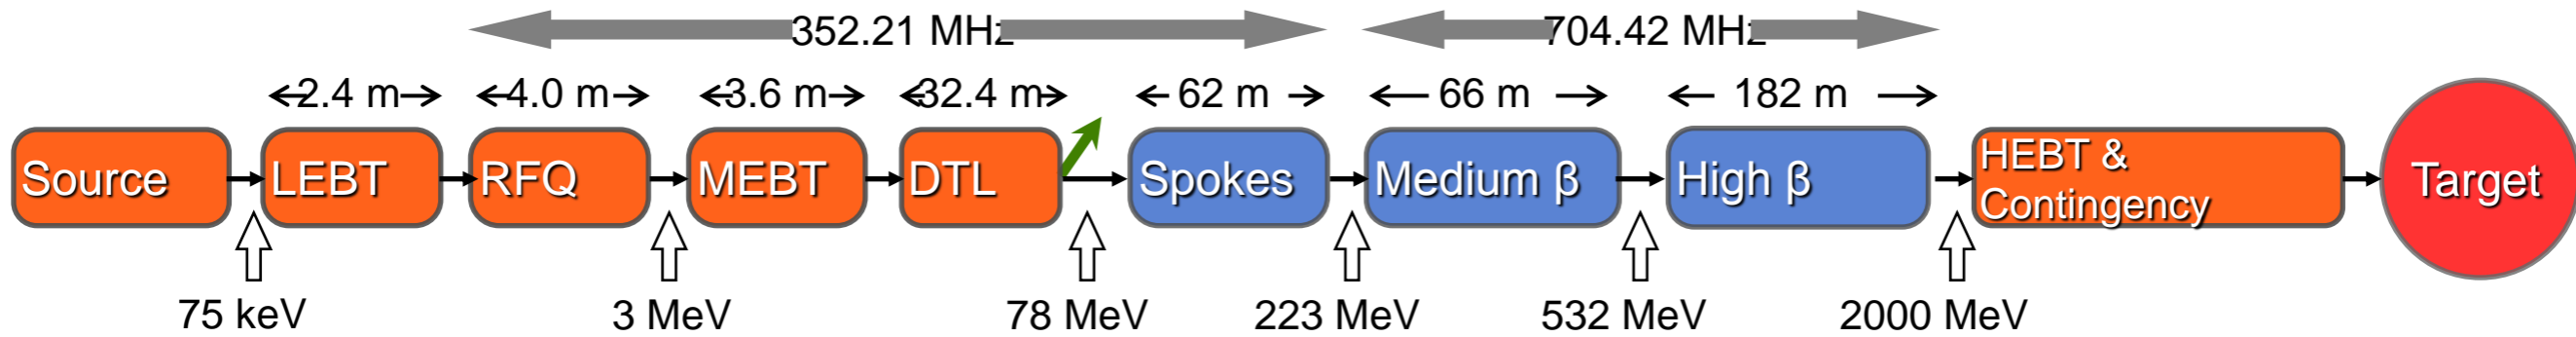 352.21 MHz 704.42 MHz
2.4 m 4.0 m 3.6 m 32.4 m 62 m 66 m 182 m
Source LEBT RFQ MEBT DTL Spokes Medium β High β HEBT &
Contingency
Target
75 keV 3 MeV 78 MeV 223 MeV 532 MeV 2000 MeV